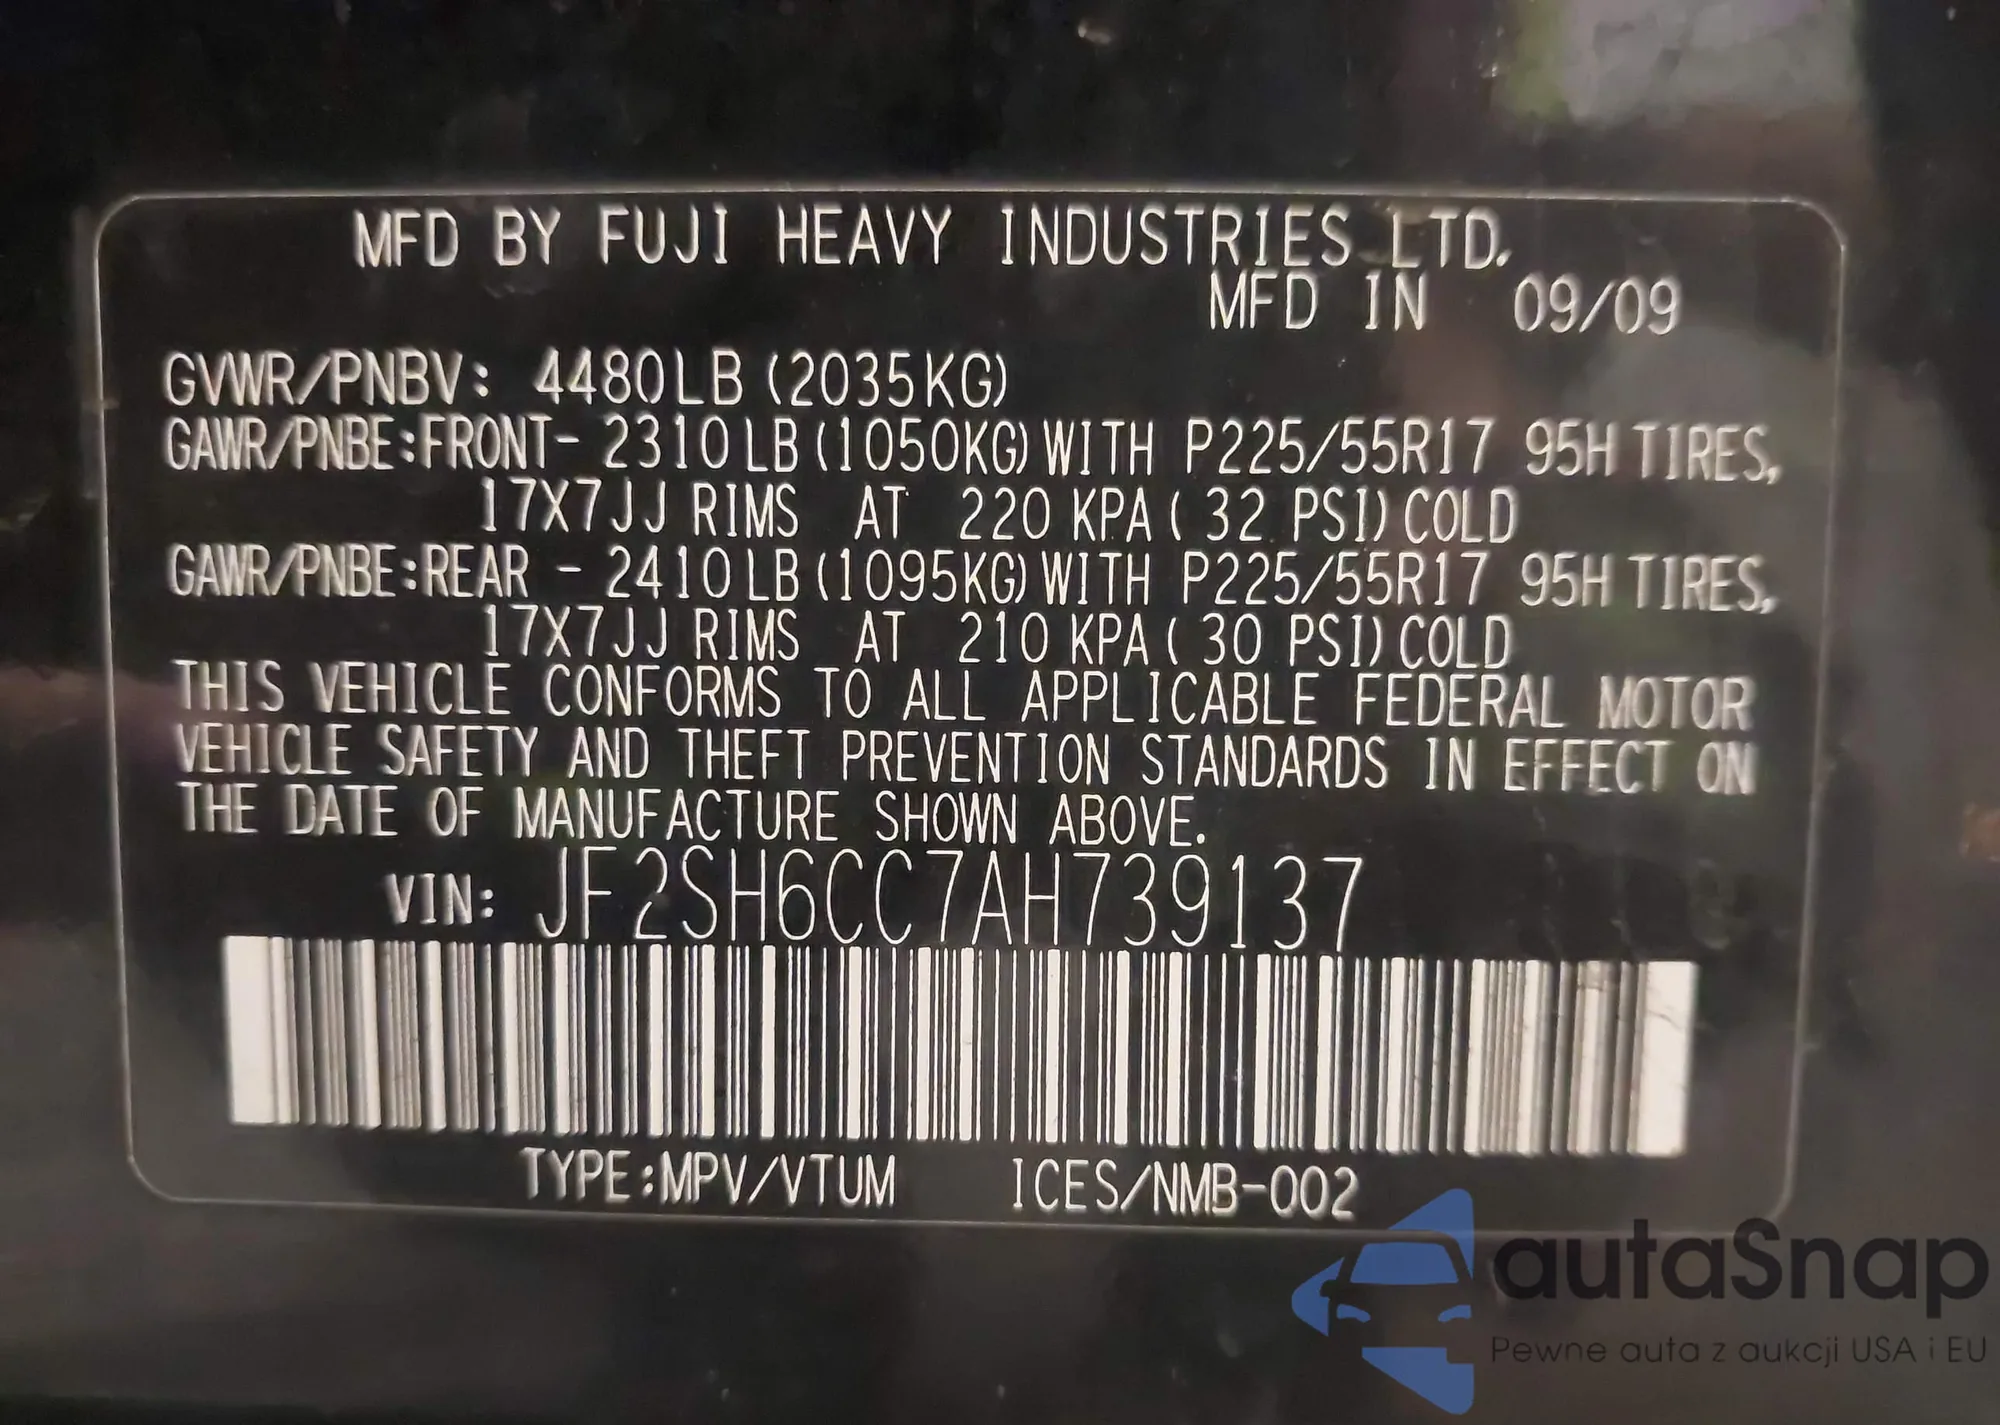 MFD BY FUJI HEAVY INDUSTRIES LTD.
MFD IN 09/09
GVWR/PNBV: 4480LB (2035KG)
GAWR/PNBE:FRONT- 2310LB(1050KG) WITH P225/55R17 95H TIRES,
17X7JJ RIMS AT 220 KPA ( 32 PSI) COLD
GAWR/PNBE:REAR - 2410LB(1095KG) WITH P225/55R17 95H TIRES,
17X7JJ RIMS AT 210 KPA ( 30 PSI) COLD
THIS VEHICLE CONFORMS TO ALL APPLICABLE FEDERAL MOTOR
VEHICLE SAFETY AND THEFT PREVENTION STANDARDS IN EFFECT ON
THE DATE OF MANUFACTURE SHOWN ABOVE.
VIN: JF2SH6CC7AH739137
TYPE:MPV/VTUM ICES/NMB-002
autaSnap
Pewne auta z aukcji USA i EU